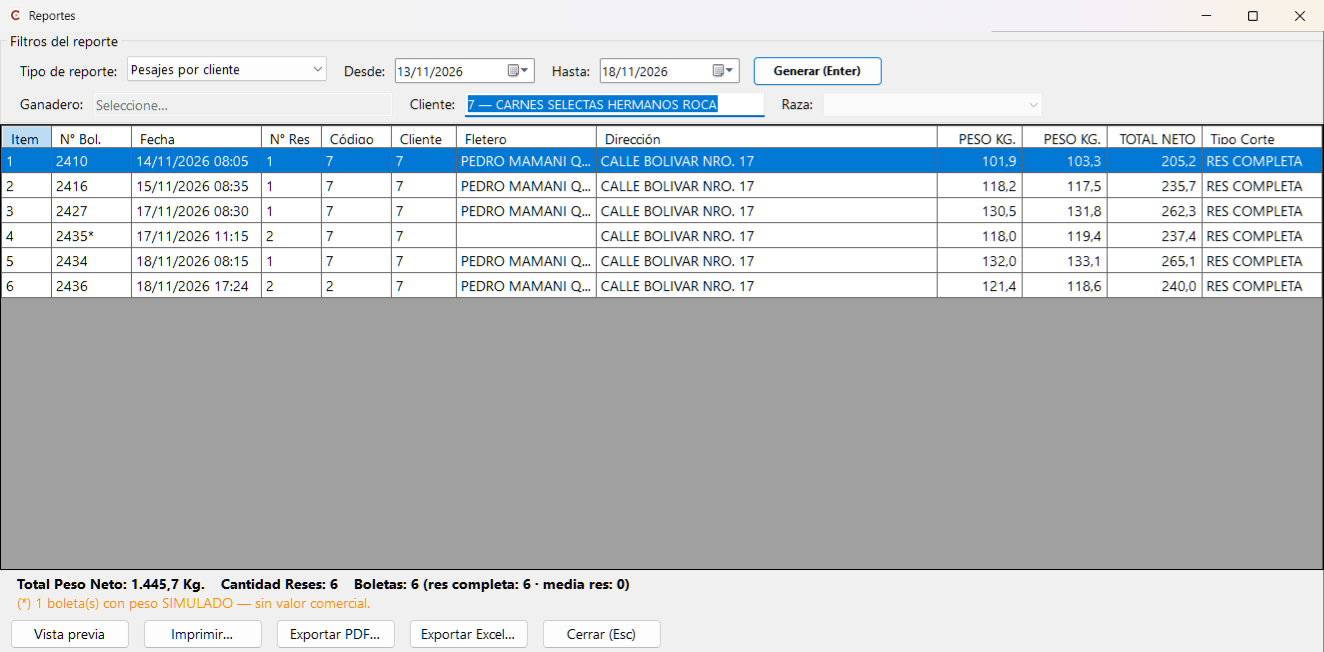 Reportes
Filtros del reporte
Tipo de reporte: Pesajes por cliente Desde: 13/11/2026 Hasta: 18/11/2026 Generar (Enter)
Ganadero: Seleccione... Cliente: 7 — CARNES SELECTAS HERMANOS ROCA Raza:
Item N° Bol. Fecha N° Res Código Cliente Fletero Dirección PESO KG. PESO KG. TOTAL NETO Tipo Corte
1 2410 14/11/2026 08:05 1 7 7 PEDRO MAMANI Q... CALLE BOLIVAR NRO. 17 101,9 103,3 205,2 RES COMPLETA
2 2416 15/11/2026 08:35 1 7 7 PEDRO MAMANI Q... CALLE BOLIVAR NRO. 17 118,2 117,5 235,7 RES COMPLETA
3 2427 17/11/2026 08:30 1 7 7 PEDRO MAMANI Q... CALLE BOLIVAR NRO. 17 130,5 131,8 262,3 RES COMPLETA
4 2435* 17/11/2026 11:15 2 7 7 CALLE BOLIVAR NRO. 17 118,0 119,4 237,4 RES COMPLETA
5 2434 18/11/2026 08:15 1 7 7 PEDRO MAMANI Q... CALLE BOLIVAR NRO. 17 132,0 133,1 265,1 RES COMPLETA
6 2436 18/11/2026 17:24 2 2 7 PEDRO MAMANI Q... CALLE BOLIVAR NRO. 17 121,4 118,6 240,0 RES COMPLETA
Total Peso Neto: 1.445,7 Kg. Cantidad Reses: 6 Boletas: 6 (res completa: 6 · media res: 0)
(*) 1 boleta(s) con peso SIMULADO — sin valor comercial.
Vista previa Imprimir... Exportar PDF... Exportar Excel... Cerrar (Esc)